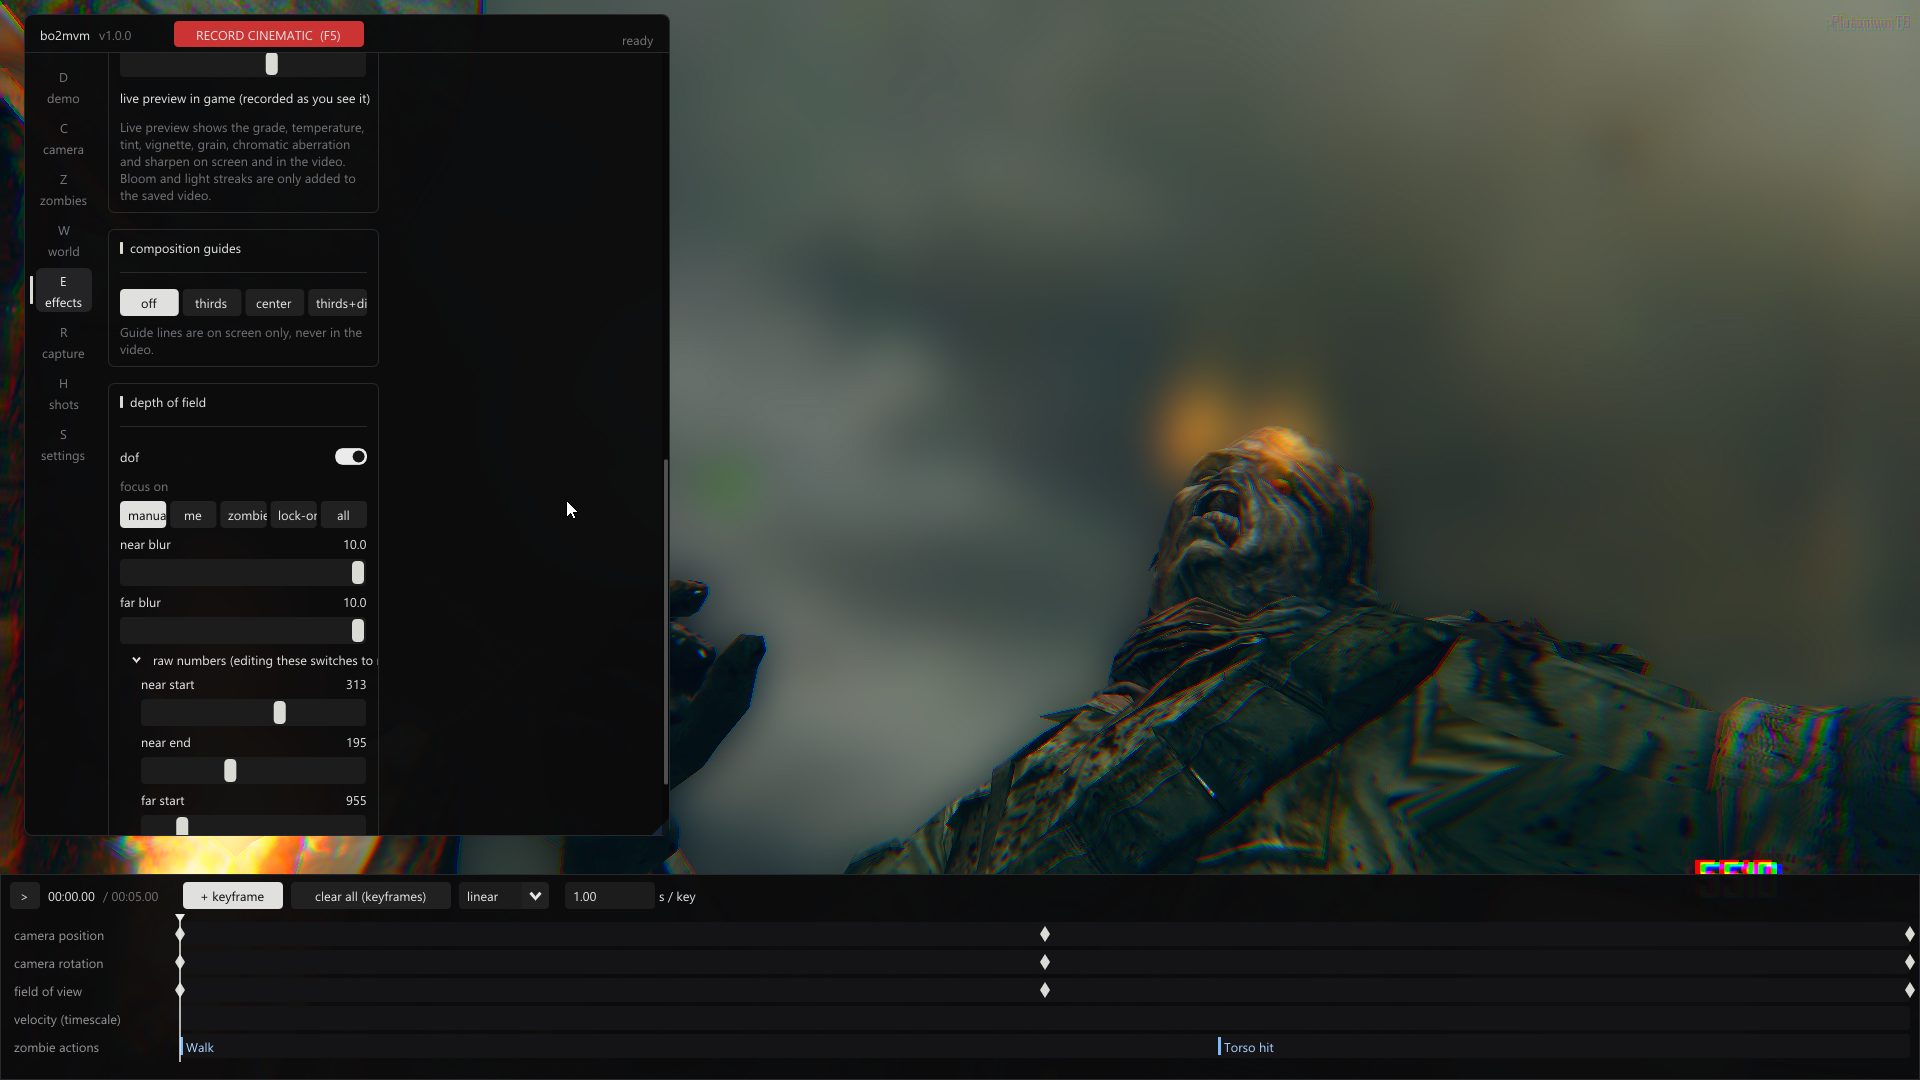 bo2mvm v1.0.0 RECORD CINEMATIC (F5) ready
D
demo
C
camera
Z
zombies
W
world
E
effects
R
capture
H
shots
S
settings
live preview in game (recorded as you see it)
Live preview shows the grade, temperature,
tint, vignette, grain, chromatic aberration
and sharpen on screen and in the video.
Bloom and light streaks are only added to
the saved video.
composition guides
off thirds center thirds+di
Guide lines are on screen only, never in the
video.
depth of field
dof
focus on
manua me zombie lock-or all
near blur 10.0
far blur 10.0
raw numbers (editing these switches to
near start 313
near end 195
far start 955
> 00:00.00 / 00:05.00 + keyframe clear all (keyframes) linear 1.00 s / key
camera position
camera rotation
field of view
velocity (timescale)
zombie actions Walk Torso hit